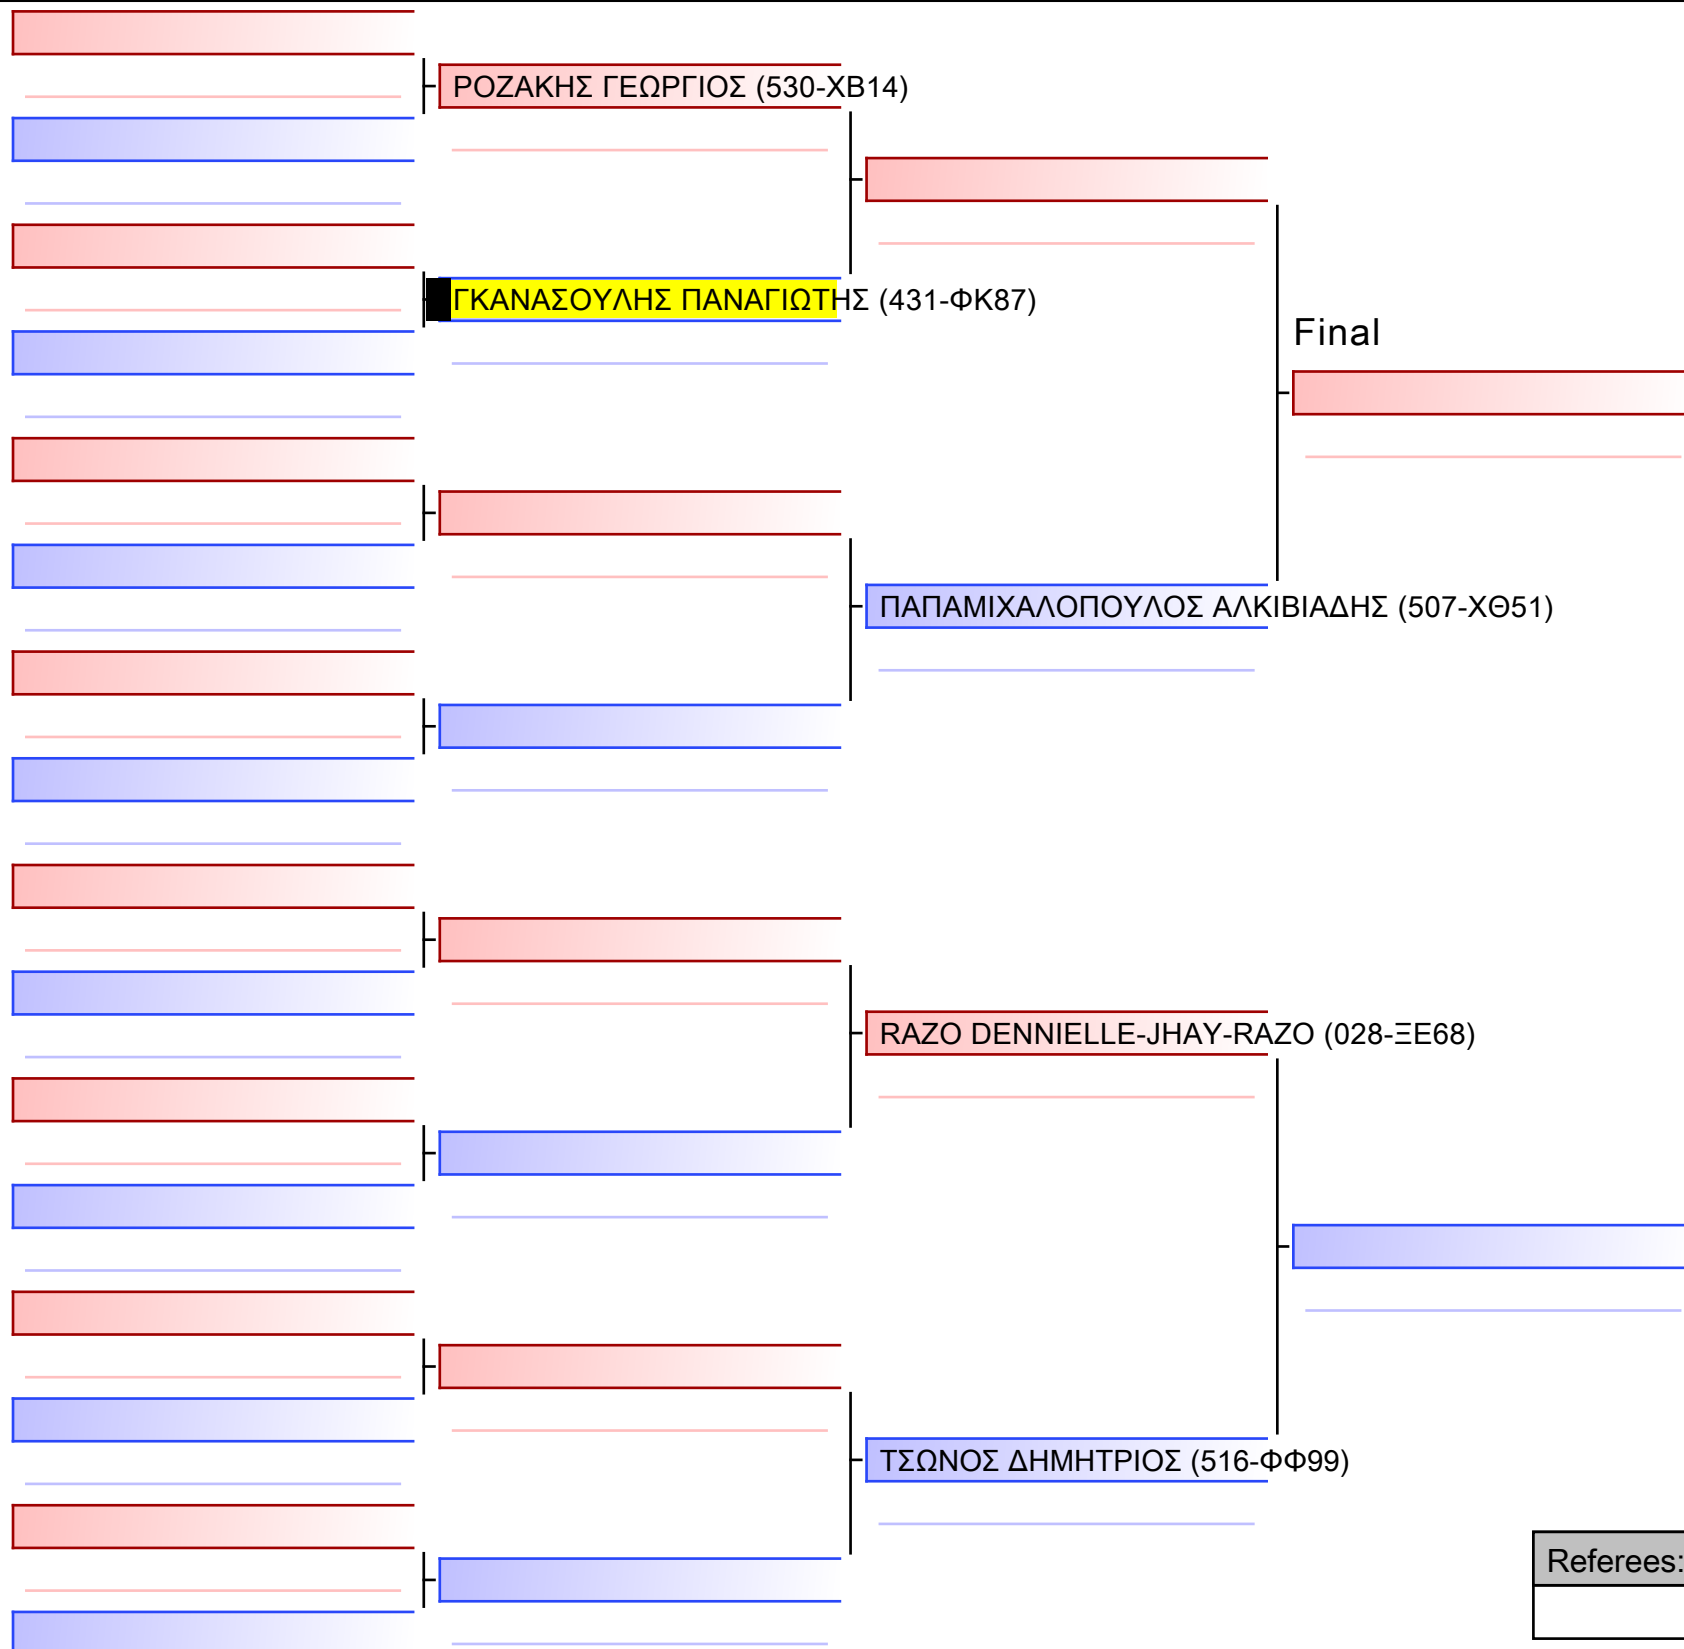 ΡΟΖΑΚΗΣ ΓΕΩΡΓΙΟΣ (530-ΧΒ14)
ΓΚΑΝΑΣΟΥΛΗΣ ΠΑΝΑΓΙΩΤΗΣ (431-ΦΚ87)
Final
ΠΑΠΑΜΙΧΑΛΟΠΟΥΛΟΣ ΑΛΚΙΒΙΑΔΗΣ (507-ΧΘ51)
RAZO DENNIELLE-JHAY-RAZO (028-ΞΕ68)
ΤΣΩΝΟΣ ΔΗΜΗΤΡΙΟΣ (516-ΦΦ99)
Referees: